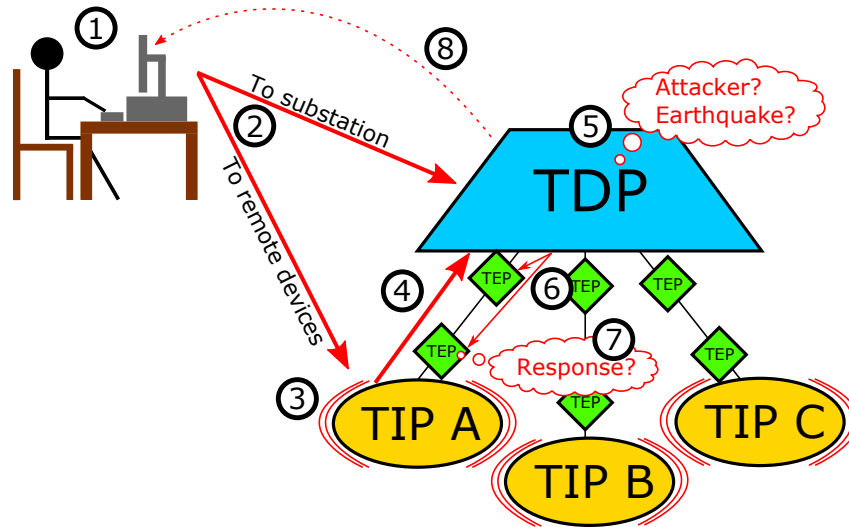 1
8
Attacker?
Earthquake?
2
To substation
5
TDP
To remote devices
TEP
6
TEP
TEP
4
7
TEP
TEP
Response?
3
TEP
TIP A
TIP B
TIP C